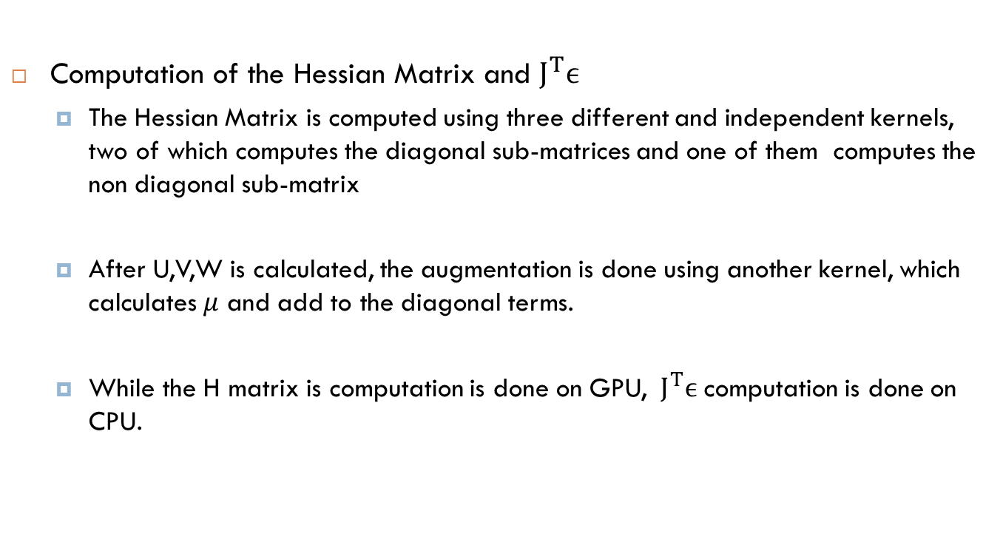 Computation of the Hessian Matrix and Jᵀϵ
The Hessian Matrix is computed using three different and independent kernels,
two of which computes the diagonal sub-matrices and one of them computes the
non diagonal sub-matrix
After U,V,W is calculated, the augmentation is done using another kernel, which
calculates 𝜇 and add to the diagonal terms.
While the H matrix is computation is done on GPU, Jᵀϵ computation is done on
CPU.